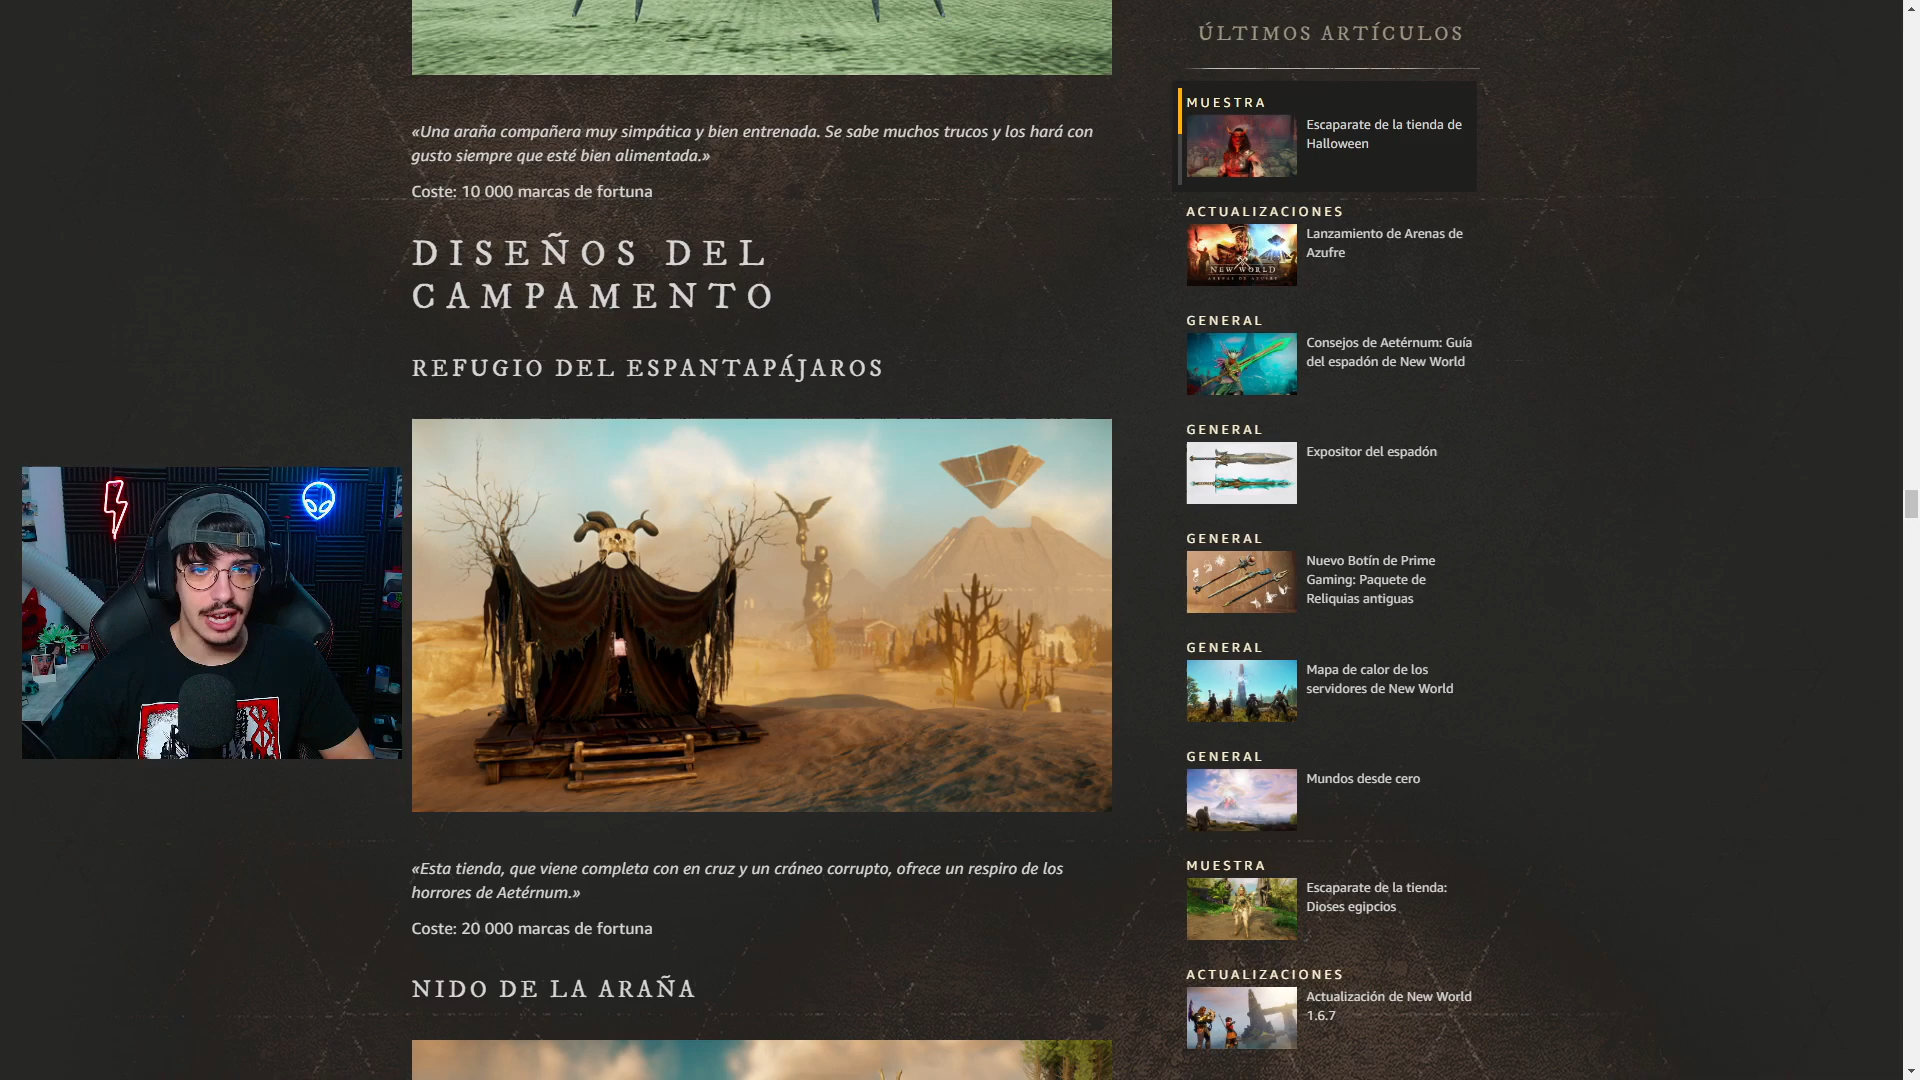 «Una araña compañera muy simpática y bien entrenada. Se sabe muchos trucos y los hará con
gusto siempre que esté bien alimentada.»
Coste: 10 000 marcas de fortuna
DISEÑOS DEL
CAMPAMENTO
REFUGIO DEL ESPANTAPÁJAROS
«Esta tienda, que viene completa con en cruz y un cráneo corrupto, ofrece un respiro de los
horrores de Aetérnum.»
Coste: 20 000 marcas de fortuna
NIDO DE LA ARAÑA
ÚLTIMOS ARTÍCULOS
MUESTRA
Escaparate de la tienda de
Halloween
ACTUALIZACIONES
NEW WORLD
Lanzamiento de Arenas de
Azufre
GENERAL
Consejos de Aetérnum: Guía
del espadón de New World
GENERAL
Expositor del espadón
GENERAL
Nuevo Botín de Prime
Gaming: Paquete de
Reliquias antiguas
GENERAL
Mapa de calor de los
servidores de New World
GENERAL
Mundos desde cero
MUESTRA
Escaparate de la tienda:
Dioses egipcios
ACTUALIZACIONES
Actualización de New World
1.6.7